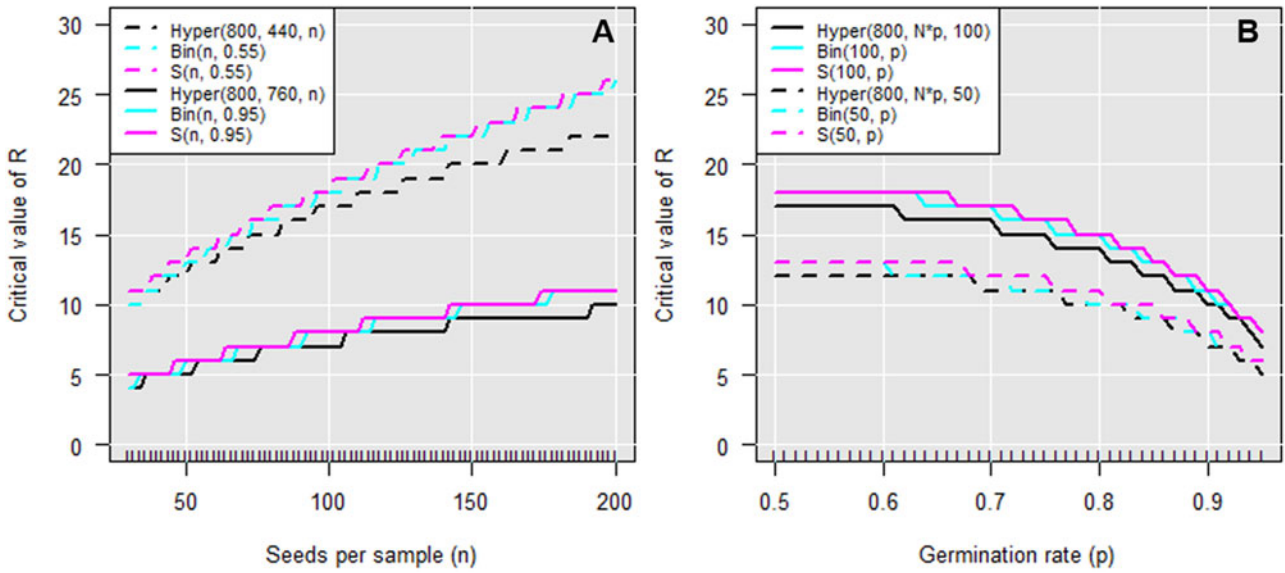 A
Hyper(800, 440, n)
Bin(n, 0.55)
S(n, 0.55)
Hyper(800, 760, n)
Bin(n, 0.95)
S(n, 0.95)
Critical value of R
30
25
20
15
10
5
0
50 100 150 200
Seeds per sample (n)
B
Hyper(800, N*p, 100)
Bin(100, p)
S(100, p)
Hyper(800, N*p, 50)
Bin(50, p)
S(50, p)
Critical value of R
30
25
20
15
10
5
0
0.5 0.6 0.7 0.8 0.9
Germination rate (p)